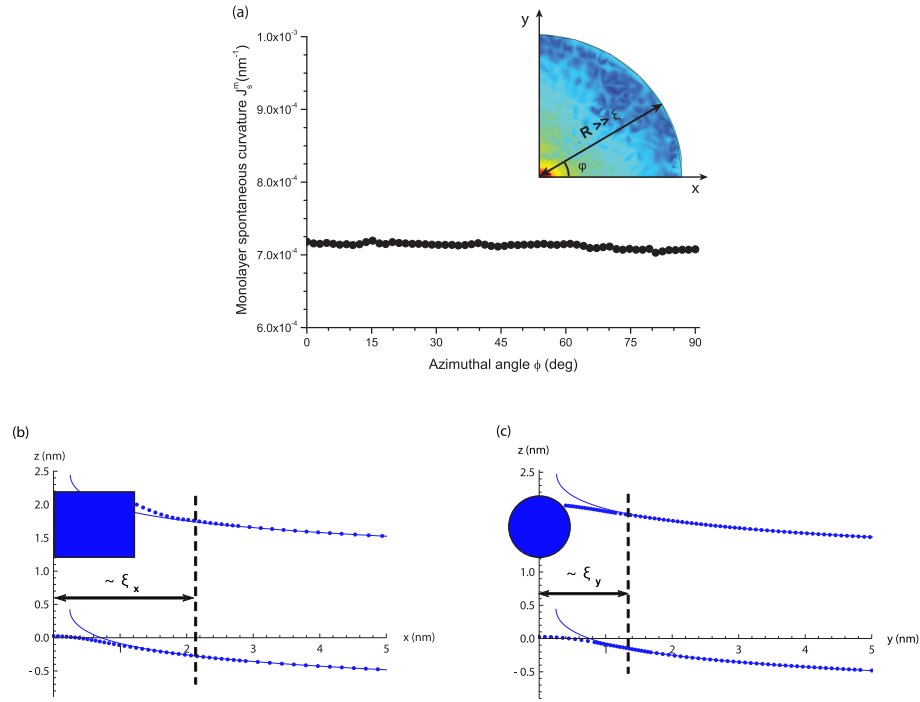 (a)
y
1.0x10⁻³
9.0x10⁻⁴
8.0x10⁻⁴
7.0x10⁻⁴
6.0x10⁻⁴
Monolayer spontaneous curvature Jₛᵐ(nm⁻¹)
R >> ξ
φ
x
0 15 30 45 60 75 90
Azimuthal angle ϕ (deg)
(b)
z (nm)
2.5
2.0
1.5
1.0
0.5
0.0
-0.5
~ ξ x
1 2 3 4 5
x (nm)
(c)
z (nm)
2.5
2.0
1.5
1.0
0.5
0.0
-0.5
~ ξ y
1 2 3 4 5
y (nm)